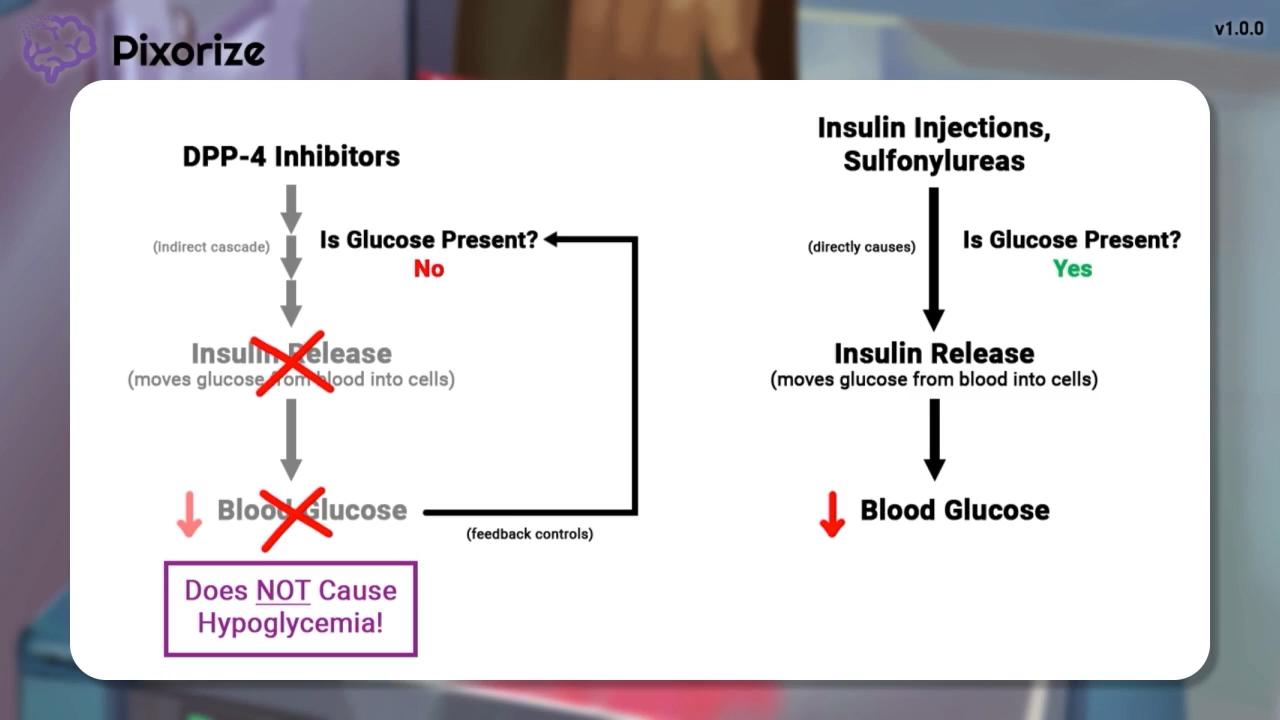 Pixorize
v1.0.0
DPP-4 Inhibitors
(indirect cascade)
Is Glucose Present?
No
Insulin Release
(moves glucose from blood into cells)
Blood Glucose
(feedback controls)
Does NOT Cause
Hypoglycemia!
Insulin Injections,
Sulfonylureas
(directly causes)
Is Glucose Present?
Yes
Insulin Release
(moves glucose from blood into cells)
Blood Glucose